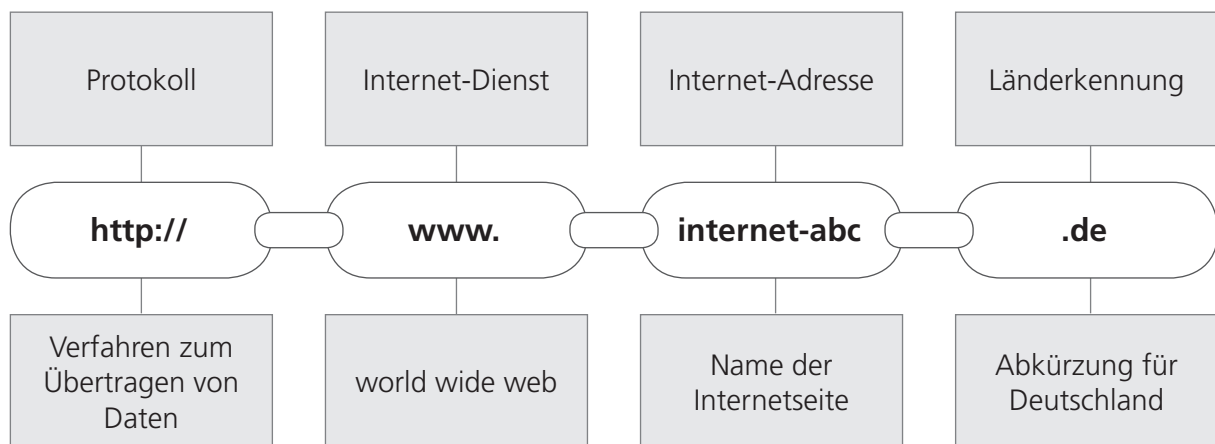 Protokoll
Internet-Dienst
Internet-Adresse
Länderkennung
http://
www.
internet-abc
.de
Verfahren zum
Übertragen von
Daten
world wide web
Name der
Internetseite
Abkürzung für
Deutschland